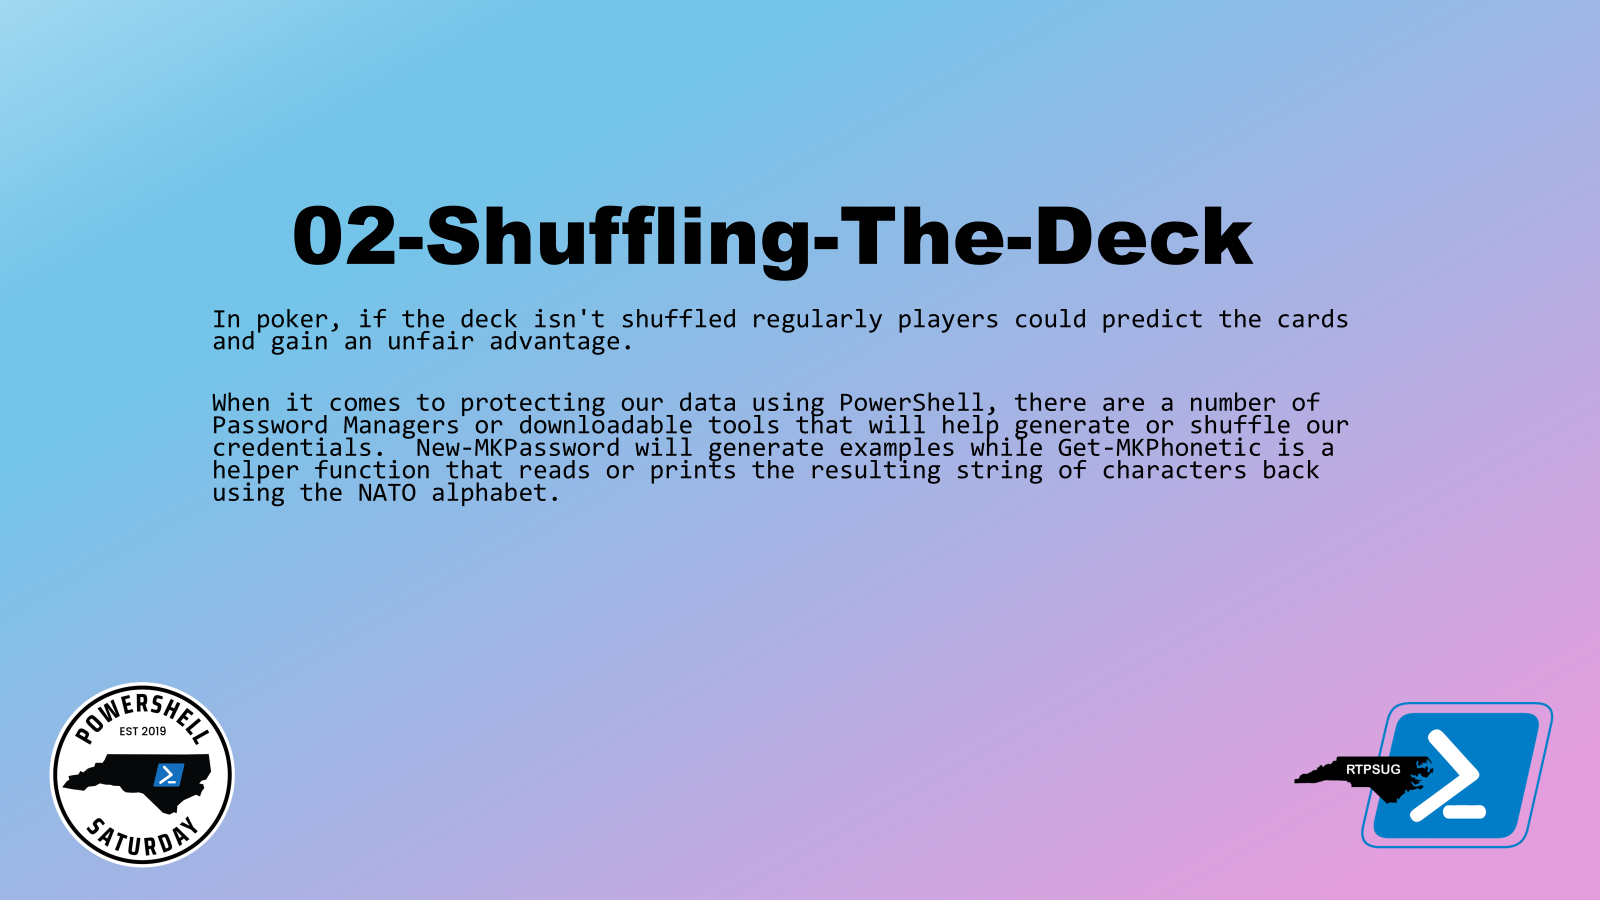 02-Shuffling-The-Deck
In poker, if the deck isn't shuffled regularly players could predict the cards
and gain an unfair advantage.
When it comes to protecting our data using PowerShell, there are a number of
Password Managers or downloadable tools that will help generate or shuffle our
credentials.  New-MKPassword will generate examples while Get-MKPhonetic is a
helper function that reads or prints the resulting string of characters back
using the NATO alphabet.
POWERSHELL
EST 2019
SATURDAY
RTPSUG